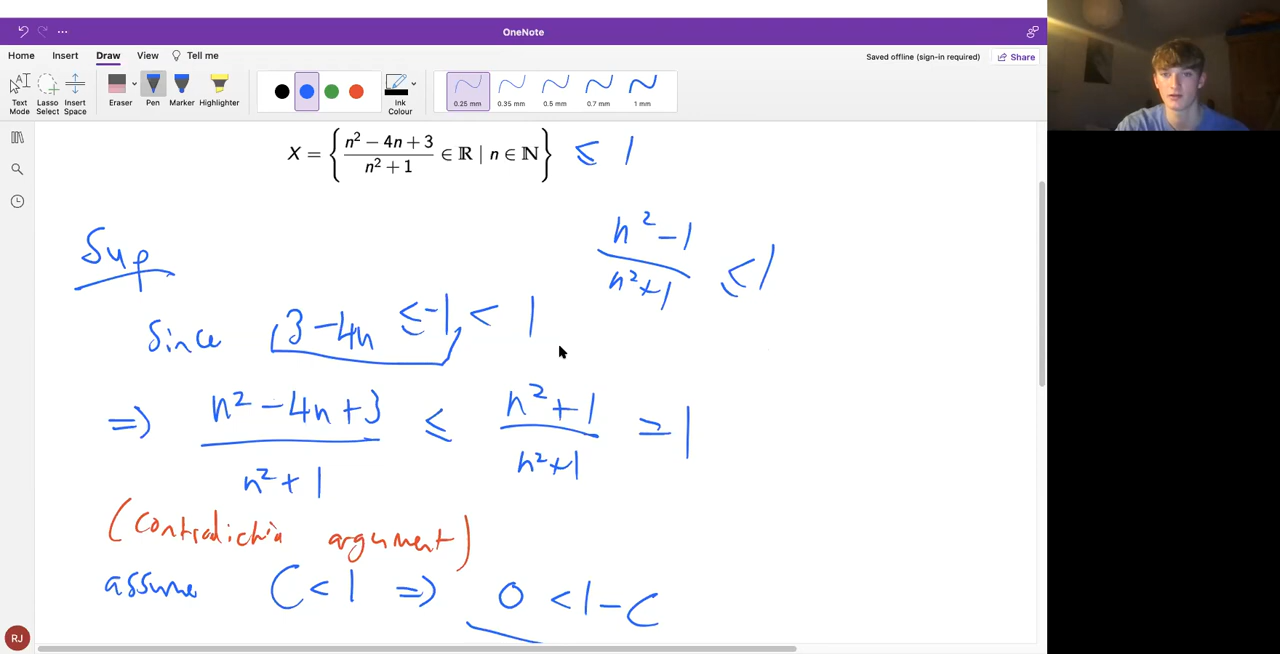 OneNote
Home Insert Draw View Tell me
Saved offline (sign-in required) Share
Text Mode Lasso Select Insert Space Eraser Pen Marker Highlighter Ink Colour 0.25 mm 0.35 mm 0.5 mm 0.7 mm 1 mm
X = { (n² − 4n + 3)/(n² + 1) ∈ ℝ | n ∈ ℕ } ≤ 1
(n² − 1)/(n² + 1) ≤ 1
Sup
Since 3 − 4n ≤ −1 < 1
=> (n² − 4n + 3)/(n² + 1) ≤ (n² + 1)/(n² + 1) = 1
(Contradictin argument)
assume C < 1 => 0 < 1 − C
RJ